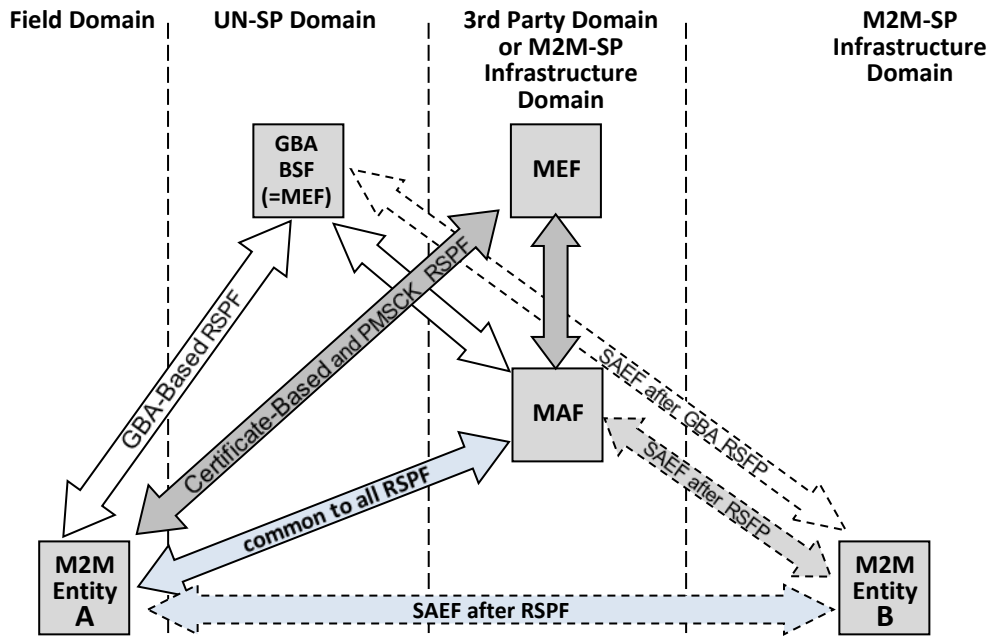 Field Domain
UN-SP Domain
3rd Party Domain
or M2M-SP
Infrastructure
Domain
M2M-SP
Infrastructure
Domain
GBA
BSF
(=MEF)
MEF
GBA-Based RSPF
Certificate-Based and PMSCK RSPF
SAEF after GBA RSFP
MAF
SAEF after RSFP
common to all RSPF
M2M
Entity
A
SAEF after RSPF
M2M
Entity
B